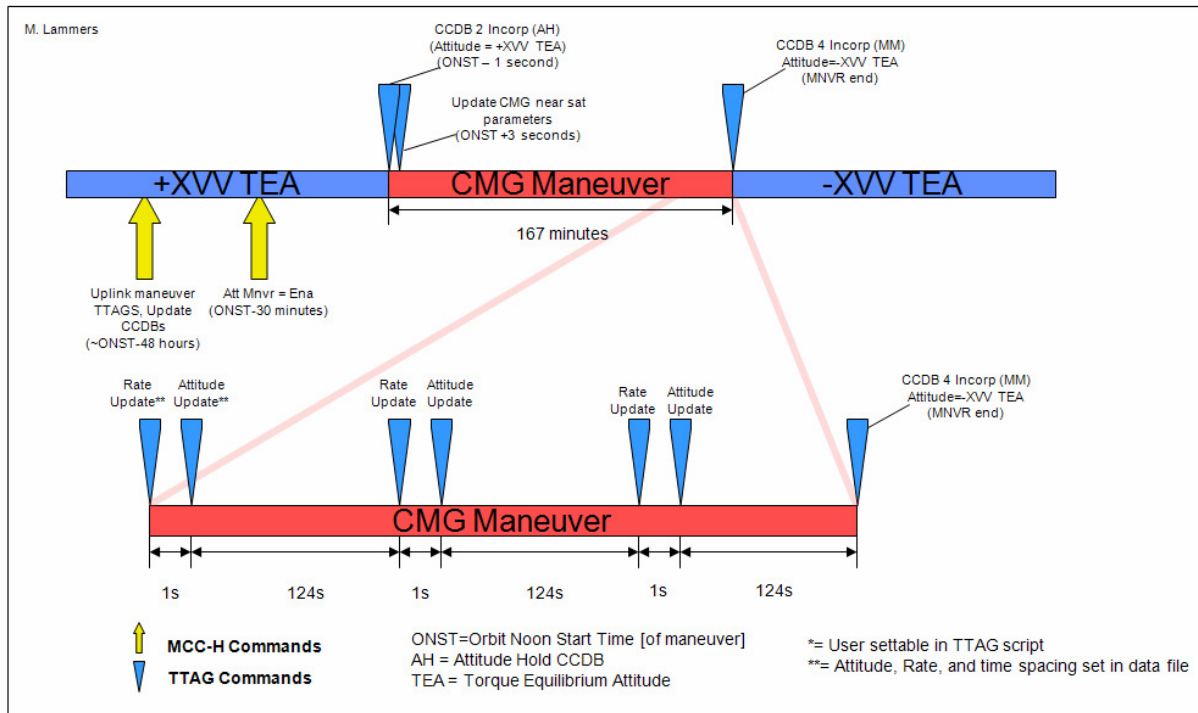 M. Lammers
CCDB 2 Incorp (AH)
(Attitude = +XVV TEA)
(ONST – 1 second)
Update CMG near sat
parameters
(ONST +3 seconds)
CCDB 4 Incorp (MM)
Attitude=-XVV TEA
(MNVR end)
+XVV TEA
CMG Maneuver
-XVV TEA
167 minutes
Uplink maneuver
TTAGS, Update
CCDBs
(~ONST-48 hours)
Att Mnvr = Ena
(ONST-30 minutes)
Rate
Update**
Attitude
Update**
Rate
Update
Attitude
Update
Rate
Update
Attitude
Update
CCDB 4 Incorp (MM)
Attitude=-XVV TEA
(MNVR end)
CMG Maneuver
1s
124s
1s
124s
1s
124s
MCC-H Commands
TTAG Commands
ONST=Orbit Noon Start Time [of maneuver]
AH = Attitude Hold CCDB
TEA = Torque Equilibrium Attitude
*= User settable in TTAG script
**= Attitude, Rate, and time spacing set in data file